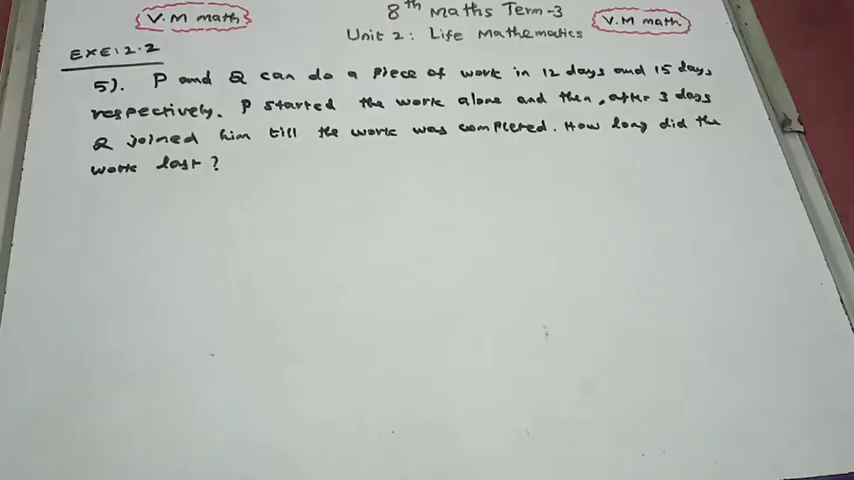 V.M math
8th Maths Term-3
V.M math
Unit 2: Life Mathematics
EXE:2.2
5). P and Q can do a piece of work in 12 days and 15 days,
respectively. P started the work alone and then, after 3 days
Q joined him till the work was completed. How long did the
work last?